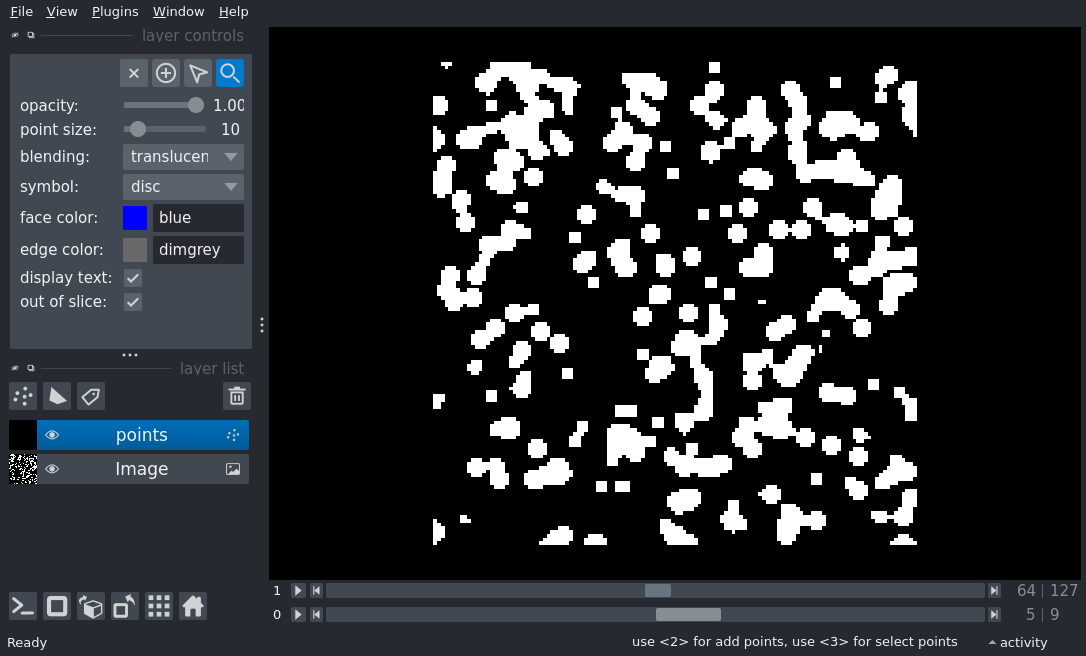 File View Plugins Window Help
layer controls
opacity: 1.00
point size: 10
blending: translucen
symbol: disc
face color: blue
edge color: dimgrey
display text:
out of slice:
layer list
points
Image
1 64 | 127
0 5 | 9
Ready use <2> for add points, use <3> for select points activity